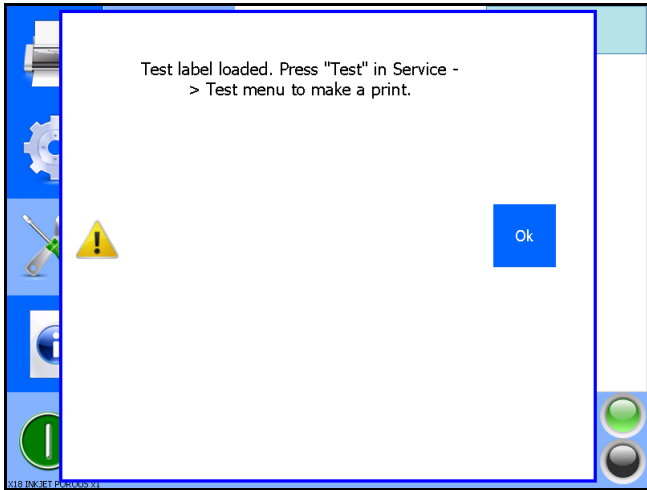 Test label loaded. Press "Test" in Service -
> Test menu to make a print.
Ok
X18 INKJET POROUS X1